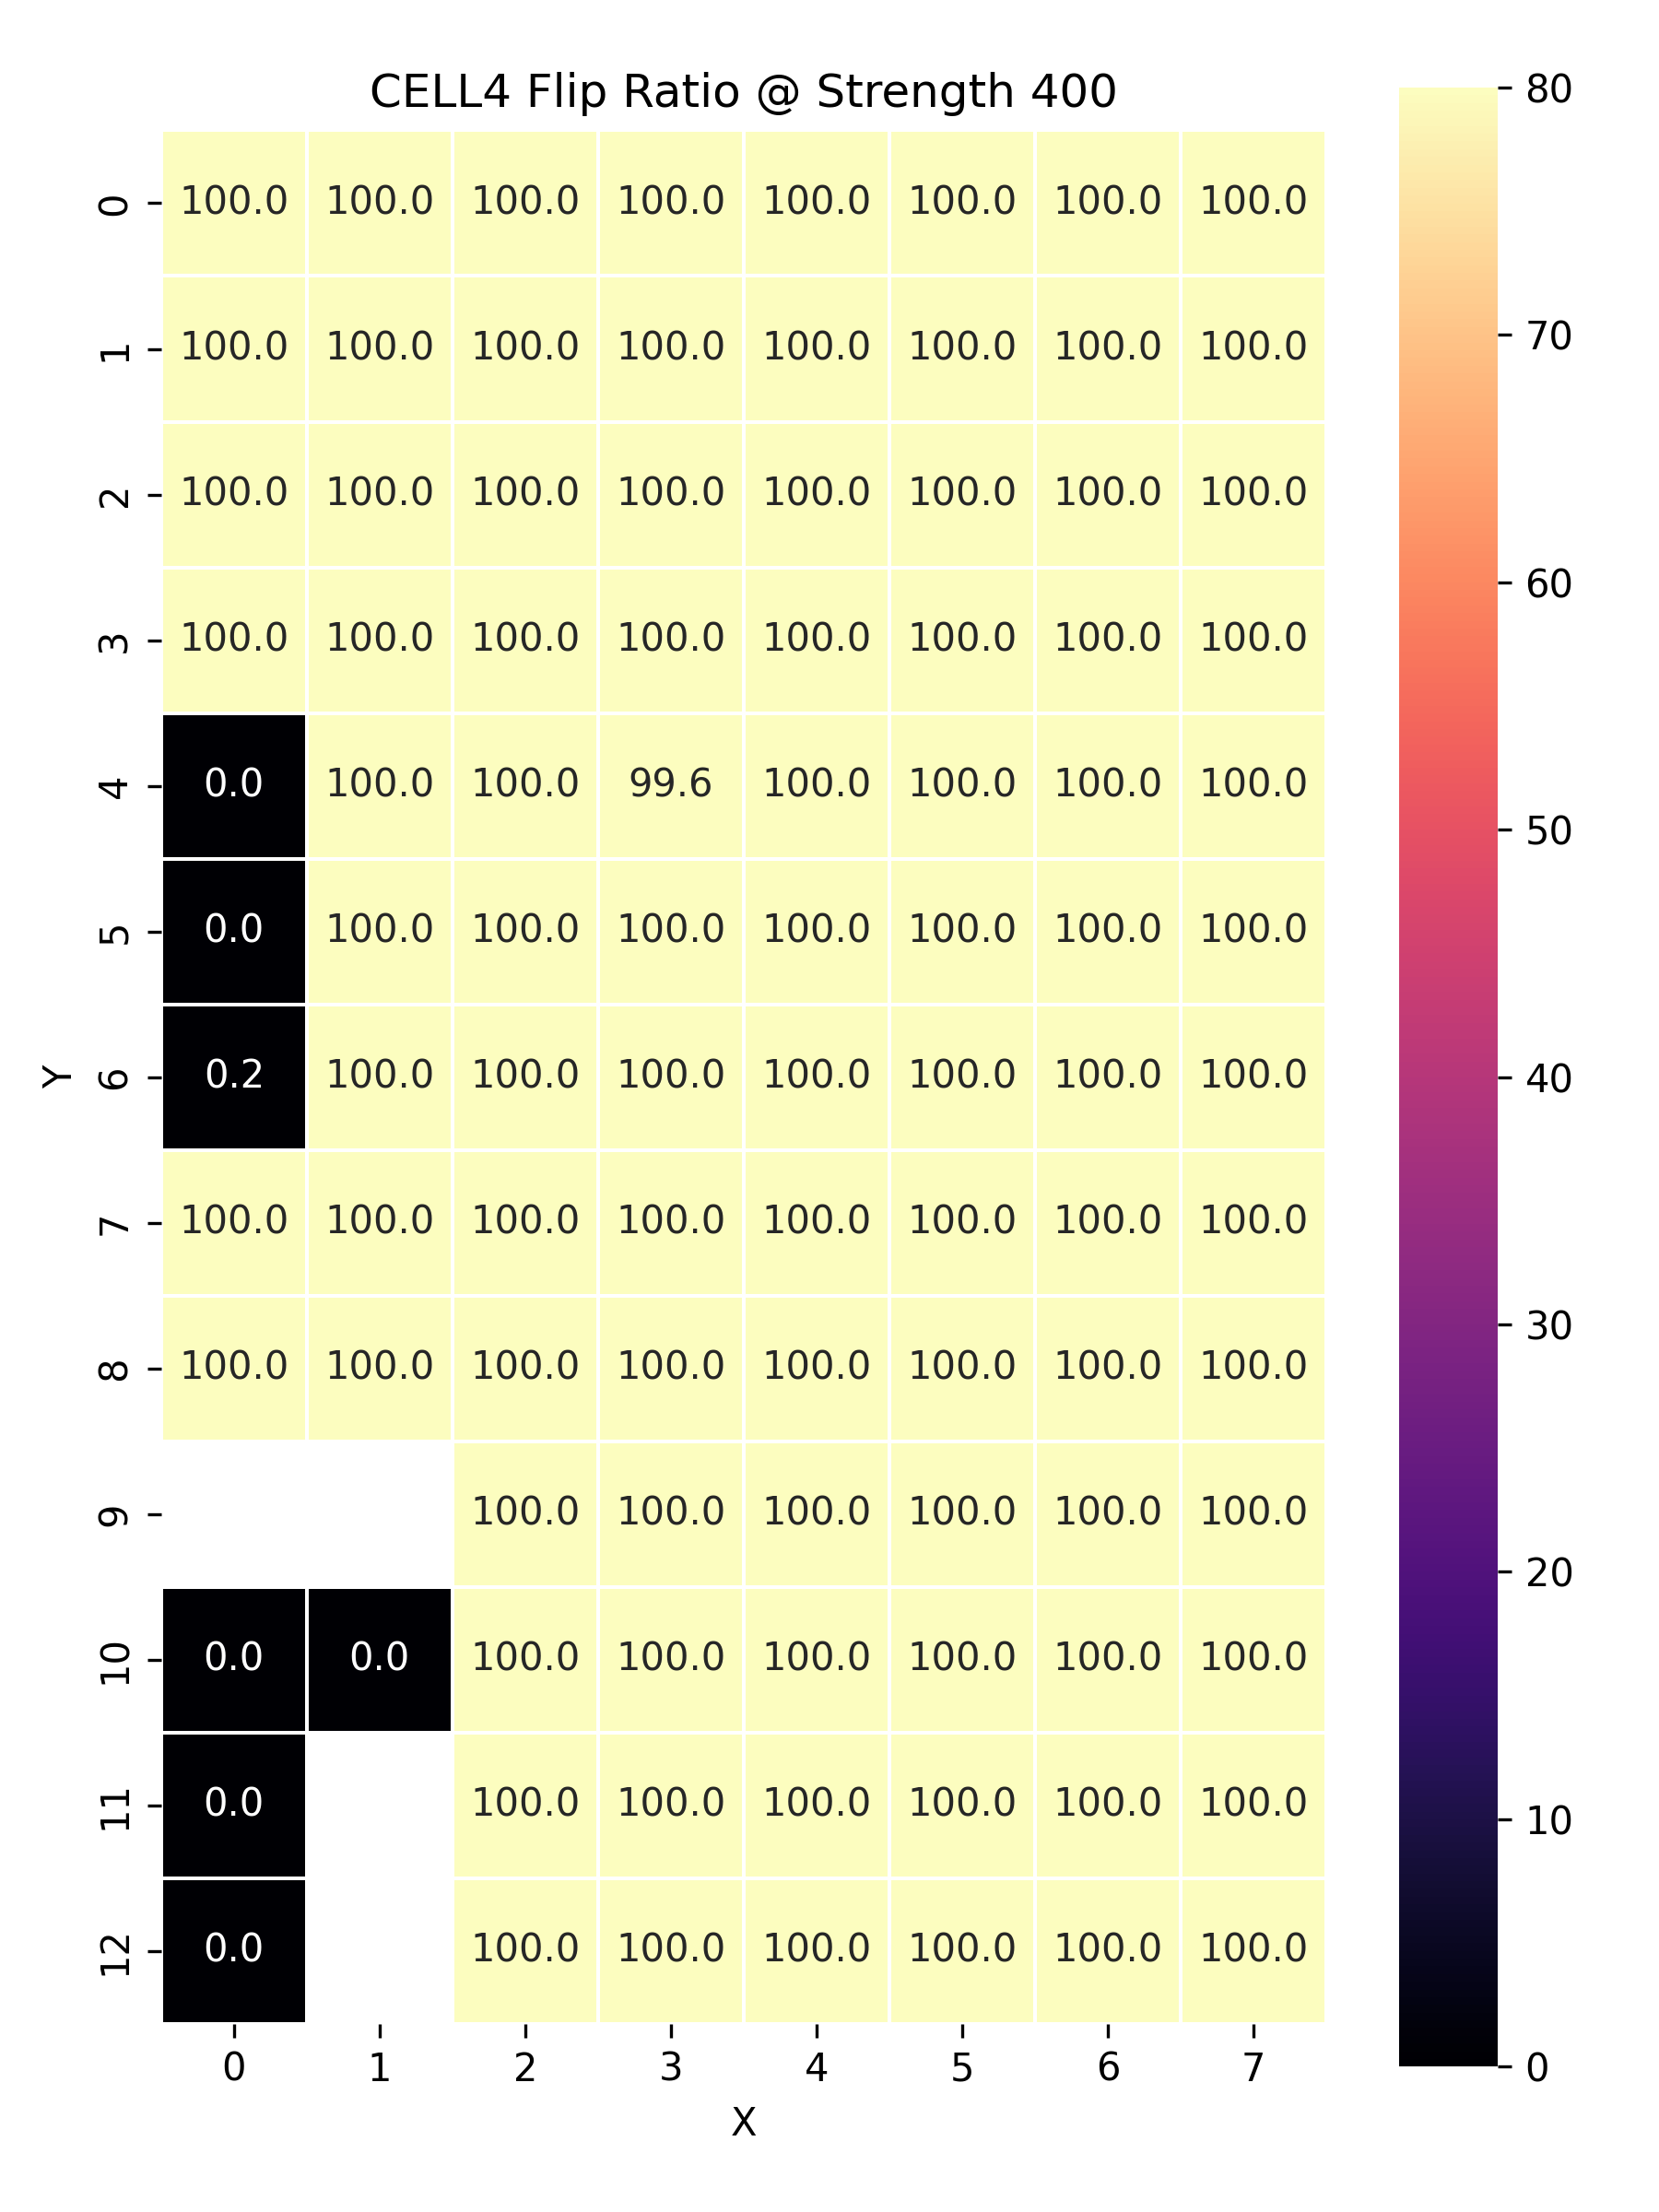 CELL4 Flip Ratio @ Strength 400
0 100.0 100.0 100.0 100.0 100.0 100.0 100.0 100.0
1 100.0 100.0 100.0 100.0 100.0 100.0 100.0 100.0
2 100.0 100.0 100.0 100.0 100.0 100.0 100.0 100.0
3 100.0 100.0 100.0 100.0 100.0 100.0 100.0 100.0
4 0.0 100.0 100.0 99.6 100.0 100.0 100.0 100.0
5 0.0 100.0 100.0 100.0 100.0 100.0 100.0 100.0
6 0.2 100.0 100.0 100.0 100.0 100.0 100.0 100.0
7 100.0 100.0 100.0 100.0 100.0 100.0 100.0 100.0
8 100.0 100.0 100.0 100.0 100.0 100.0 100.0 100.0
9 100.0 100.0 100.0 100.0 100.0 100.0
10 0.0 0.0 100.0 100.0 100.0 100.0 100.0 100.0
11 0.0 100.0 100.0 100.0 100.0 100.0 100.0
12 0.0 100.0 100.0 100.0 100.0 100.0 100.0
0 1 2 3 4 5 6 7
X
Y
80
70
60
50
40
30
20
10
0